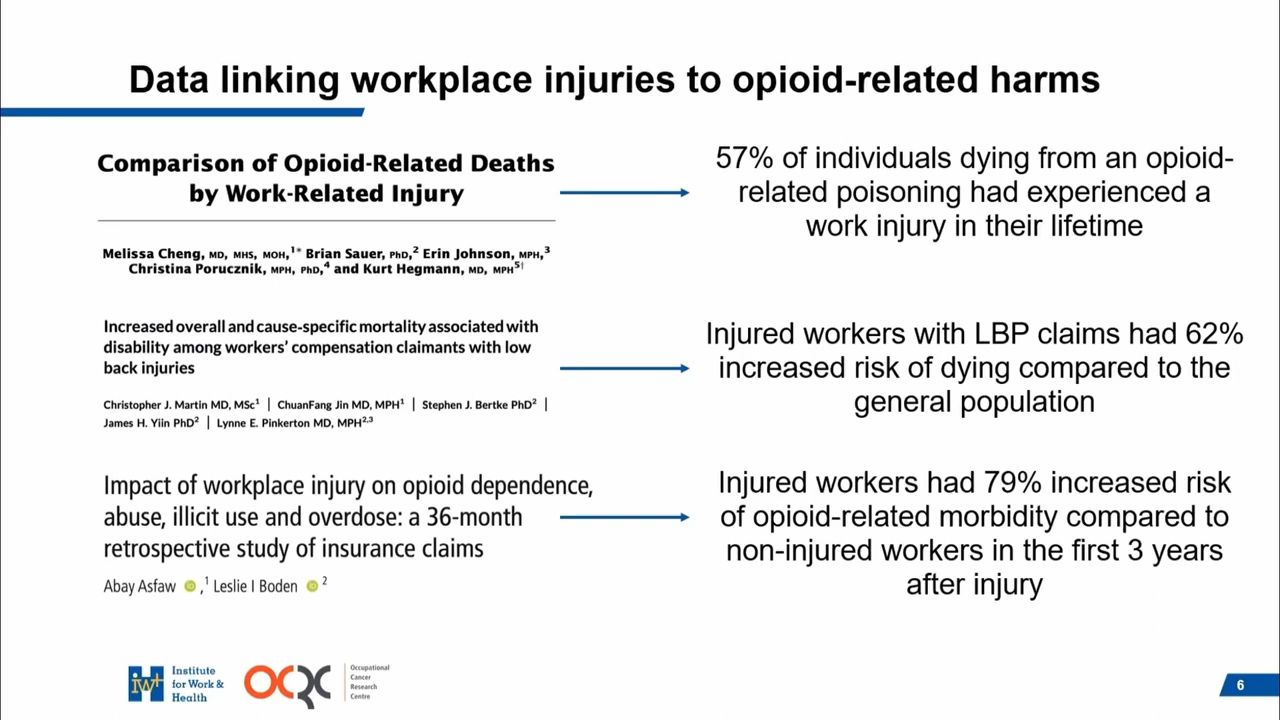 Data linking workplace injuries to opioid-related harms
Comparison of Opioid-Related Deaths
by Work-Related Injury
Melissa Cheng, MD, MHS, MOH,1* Brian Sauer, PhD,2 Erin Johnson, MPH,3
Christina Porucznik, MPH, PhD,4 and Kurt Hegmann, MD, MPH5†
57% of individuals dying from an opioid-
related poisoning had experienced a
work injury in their lifetime
Increased overall and cause-specific mortality associated with
disability among workers' compensation claimants with low
back injuries
Christopher J. Martin MD, MSc1 | ChuanFang Jin MD, MPH1 | Stephen J. Bertke PhD2 |
James H. Yiin PhD2 | Lynne E. Pinkerton MD, MPH2,3
Injured workers with LBP claims had 62%
increased risk of dying compared to the
general population
Impact of workplace injury on opioid dependence,
abuse, illicit use and overdose: a 36-month
retrospective study of insurance claims
Abay Asfaw iD ,1 Leslie I Boden iD 2
Injured workers had 79% increased risk
of opioid-related morbidity compared to
non-injured workers in the first 3 years
after injury
iw+
Institute
for Work &
Health
OCRC
Occupational
Cancer
Research
Centre
6